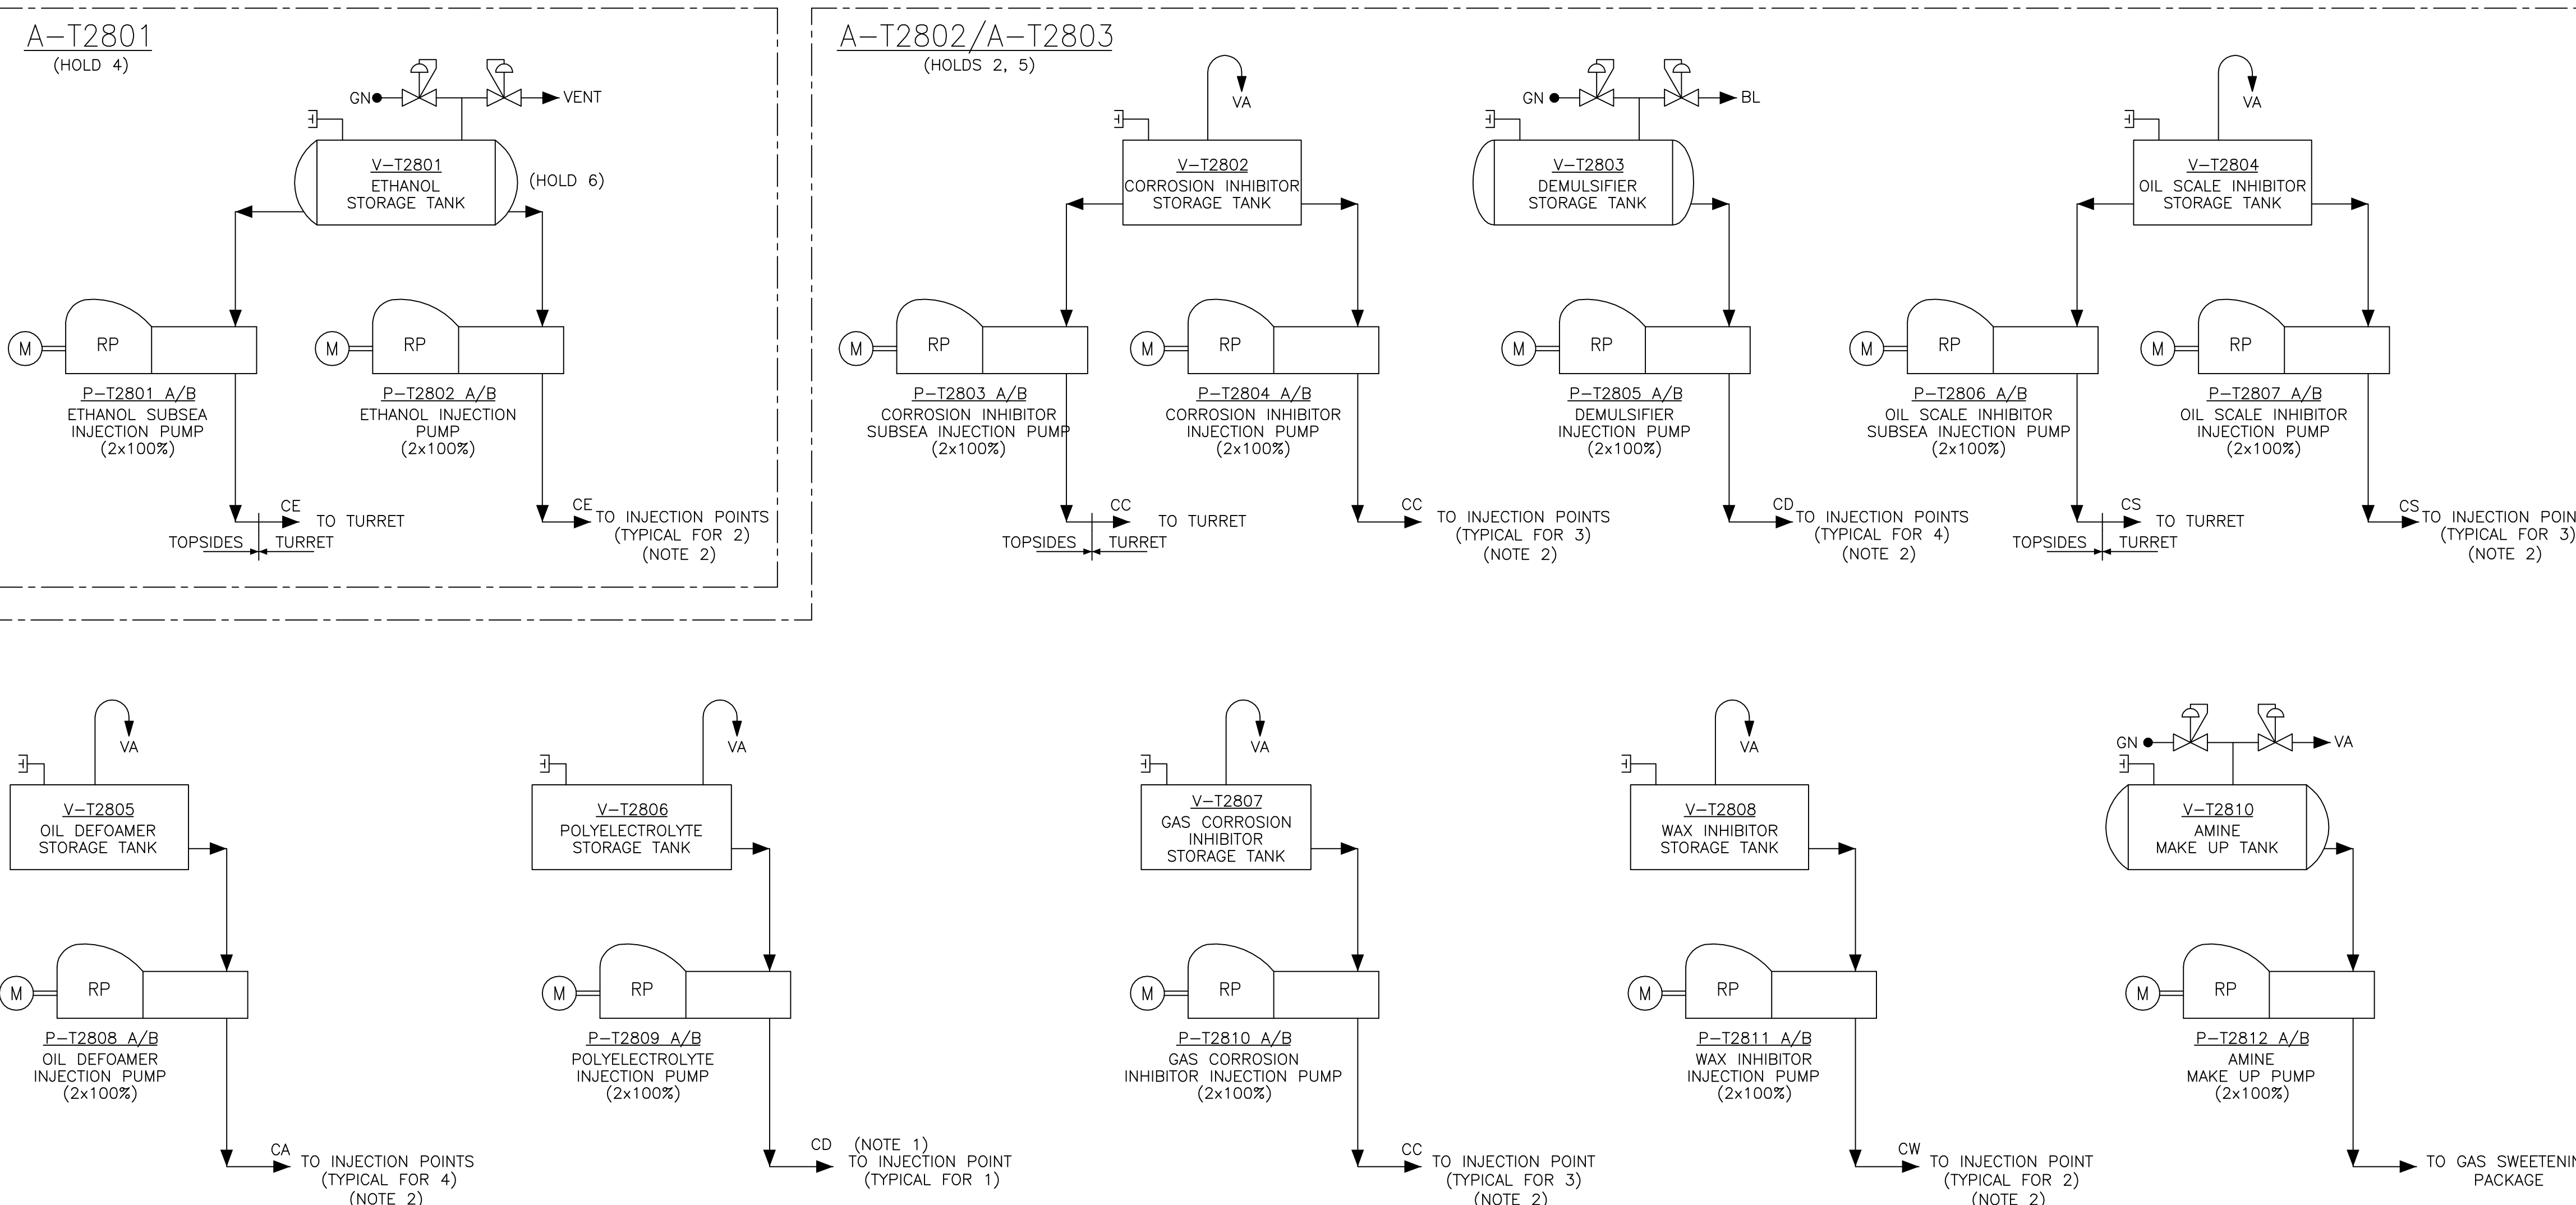 A-T2801
(HOLD 4)
GN
VENT
V-T2801
ETHANOL
STORAGE TANK
(HOLD 6)
M
RP
P-T2801 A/B
ETHANOL SUBSEA
INJECTION PUMP
(2x100%)
CE
TO TURRET
TOPSIDES
TURRET
M
RP
P-T2802 A/B
ETHANOL INJECTION
PUMP
(2x100%)
CE
TO INJECTION POINTS
(TYPICAL FOR 2)
(NOTE 2)
A-T2802/A-T2803
(HOLDS 2, 5)
VA
V-T2802
CORROSION INHIBITOR
STORAGE TANK
M
RP
P-T2803 A/B
CORROSION INHIBITOR
SUBSEA INJECTION PUMP
(2x100%)
CC
TO TURRET
TOPSIDES
TURRET
M
RP
P-T2804 A/B
CORROSION INHIBITOR
INJECTION PUMP
(2x100%)
CC
TO INJECTION POINTS
(TYPICAL FOR 3)
(NOTE 2)
GN
BL
V-T2803
DEMULSIFIER
STORAGE TANK
M
RP
P-T2805 A/B
DEMULSIFIER
INJECTION PUMP
(2x100%)
CD
TO INJECTION POINTS
(TYPICAL FOR 4)
(NOTE 2)
VA
V-T2804
OIL SCALE INHIBITOR
STORAGE TANK
M
RP
P-T2806 A/B
OIL SCALE INHIBITOR
SUBSEA INJECTION PUMP
(2x100%)
CS
TO TURRET
TOPSIDES
TURRET
M
RP
P-T2807 A/B
OIL SCALE INHIBITOR
INJECTION PUMP
(2x100%)
CS
TO INJECTION
(TYPICAL FOR 3)
(NOTE 2)
VA
V-T2805
OIL DEFOAMER
STORAGE TANK
M
RP
P-T2808 A/B
OIL DEFOAMER
INJECTION PUMP
(2x100%)
CA
TO INJECTION POINTS
(TYPICAL FOR 4)
(NOTE 2)
VA
V-T2806
POLYELECTROLYTE
STORAGE TANK
M
RP
P-T2809 A/B
POLYELECTROLYTE
INJECTION PUMP
(2x100%)
CD (NOTE 1)
TO INJECTION POINT
(TYPICAL FOR 1)
VA
V-T2807
GAS CORROSION
INHIBITOR
STORAGE TANK
M
RP
P-T2810 A/B
GAS CORROSION
INHIBITOR INJECTION PUMP
(2x100%)
CC
TO INJECTION POINT
(TYPICAL FOR 3)
(NOTE 2)
VA
V-T2808
WAX INHIBITOR
STORAGE TANK
M
RP
P-T2811 A/B
WAX INHIBITOR
INJECTION PUMP
(2x100%)
CW
TO INJECTION POINT
(TYPICAL FOR 2)
(NOTE 2)
GN
VA
V-T2810
AMINE
MAKE UP TANK
M
RP
P-T2812 A/B
AMINE
MAKE UP PUMP
(2x100%)
TO GAS
PACKAGE